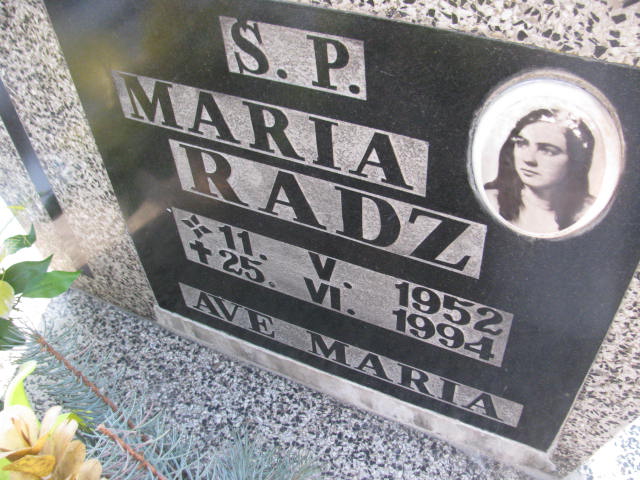 S. P.
MARIA
RADZ
✢ 11. V. 1952
✝ 25. VI. 1994
AVE MARIA